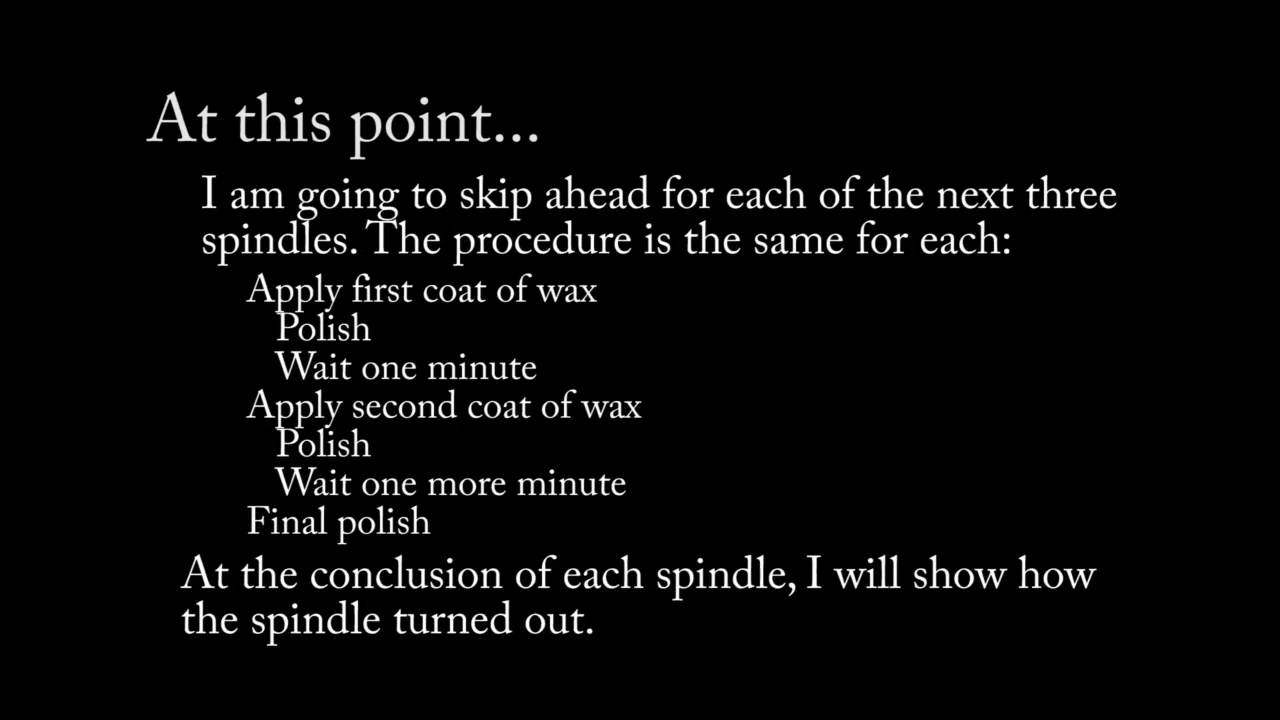 At this point...
I am going to skip ahead for each of the next three
spindles. The procedure is the same for each:
Apply first coat of wax
Polish
Wait one minute
Apply second coat of wax
Polish
Wait one more minute
Final polish
At the conclusion of each spindle, I will show how
the spindle turned out.